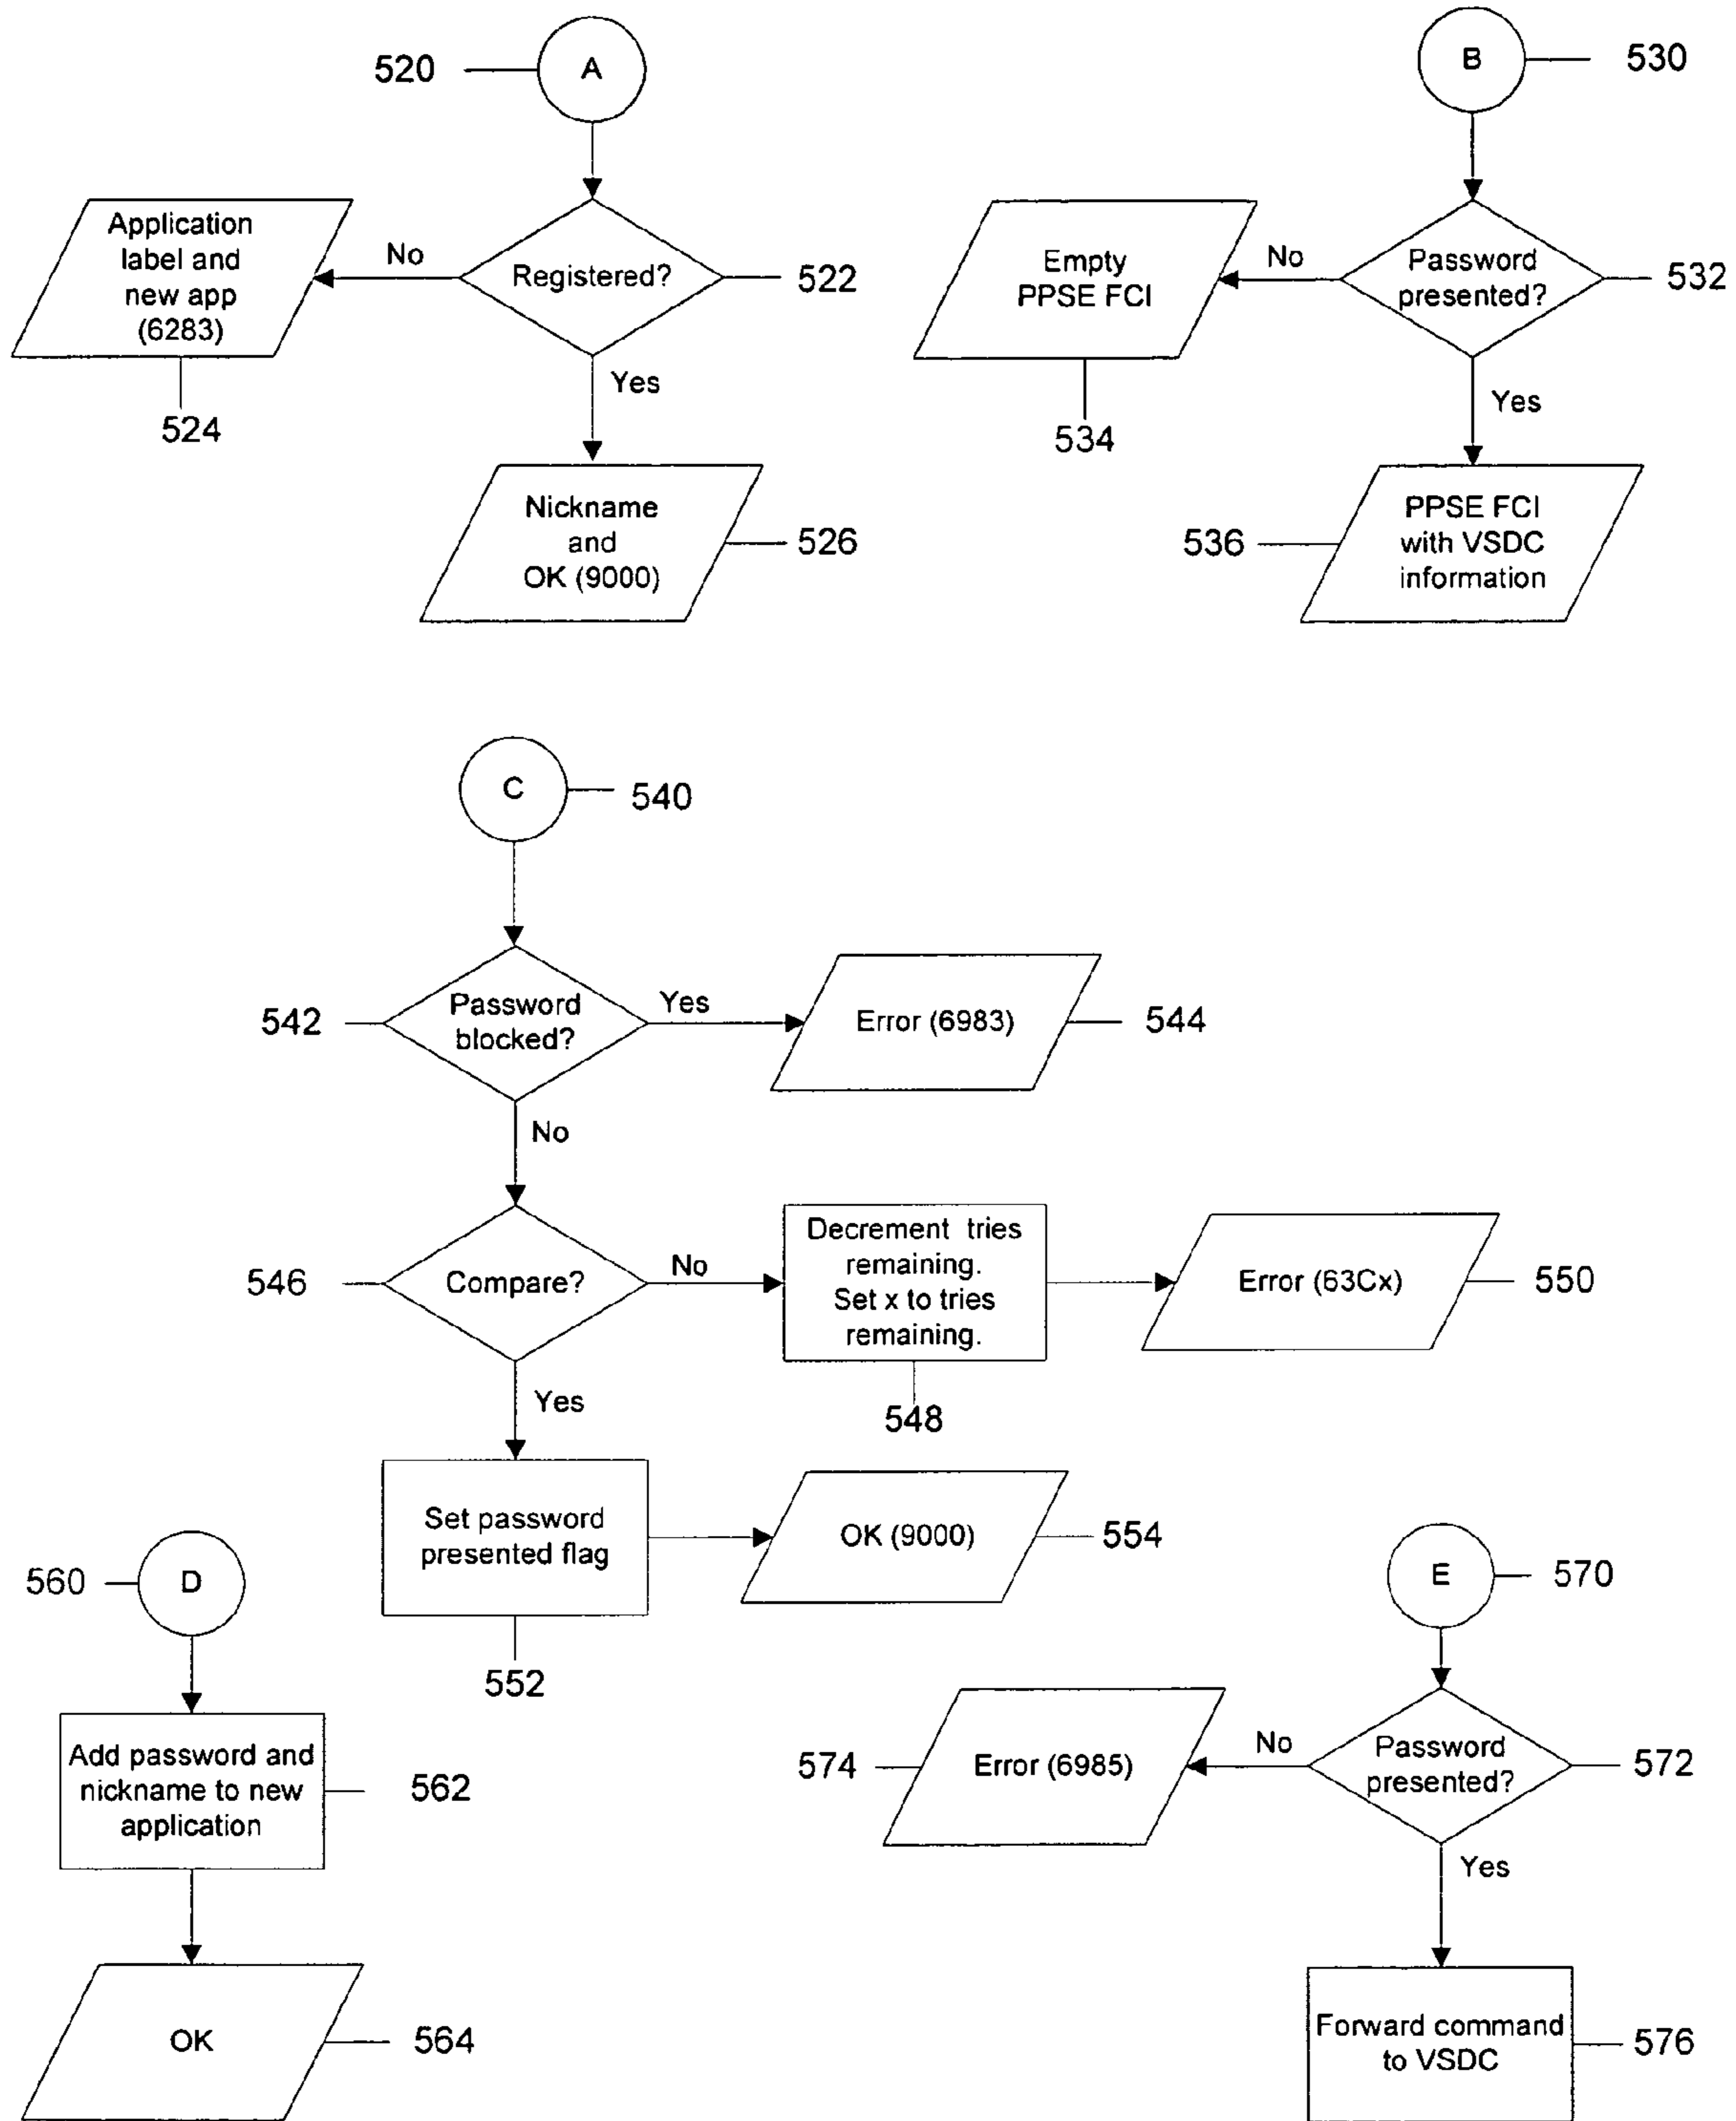 520
A
B
530
Application
label and
new app
(6283)
No
Registered?
522
Empty
PPSE FCI
No
Password
presented?
532
Yes
Yes
524
534
Nickname
and
OK (9000)
526
536
PPSE FCI
with VSDC
information
C
540
542
Password
blocked?
Yes
Error (6983)
544
No
546
Compare?
No
Decrement tries
remaining.
Set x to tries
remaining.
Error (63Cx)
550
Yes
548
Set password
presented flag
OK (9000)
554
552
560
D
E
570
Add password and
nickname to new
application
562
574
Error (6985)
No
Password
presented?
572
Yes
OK
564
Forward command
to VSDC
576